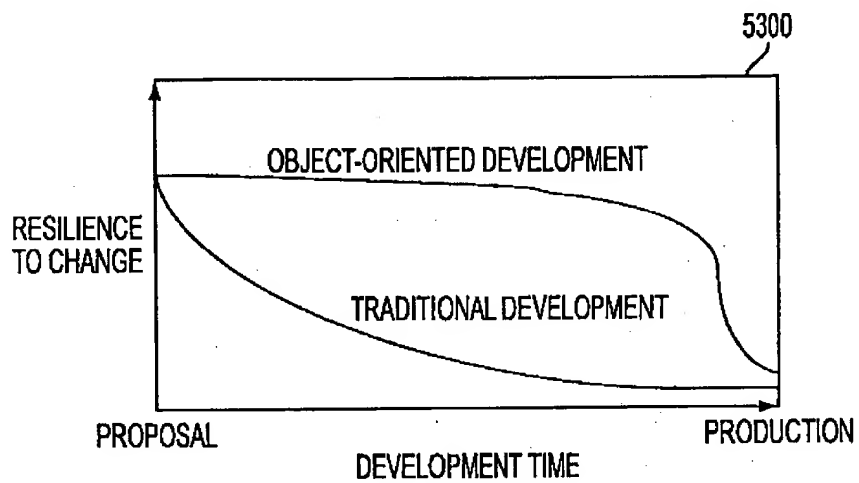 5300
OBJECT-ORIENTED DEVELOPMENT
RESILIENCE
TO CHANGE
TRADITIONAL DEVELOPMENT
PROPOSAL
PRODUCTION
DEVELOPMENT TIME